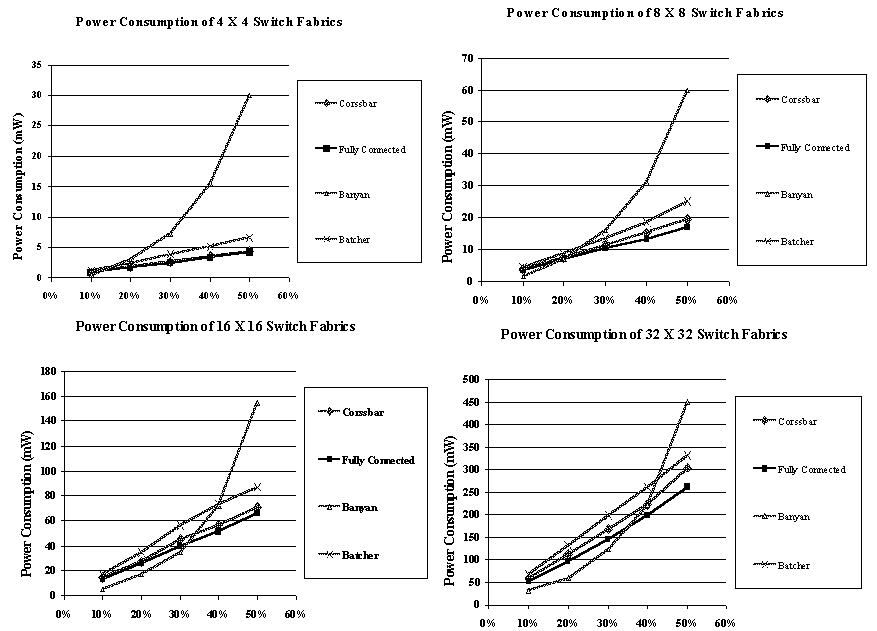 Power Consumption of 4 X 4 Switch Fabrics
Power Consumption (mW)
35
30
25
20
15
10
5
0
0% 10% 20% 30% 40% 50% 60%
Corssbar
Fully Connected
Banyan
Batcher
Power Consumption of 8 X 8 Switch Fabrics
Power Consumption (mW)
70
60
50
40
30
20
10
0
0% 10% 20% 30% 40% 50% 60%
Corssbar
Fully Connected
Banyan
Batcher
Power Consumption of 16 X 16 Switch Fabrics
Power Consumption (mW)
180
160
140
120
100
80
60
40
20
0
0% 10% 20% 30% 40% 50% 60%
Corssbar
Fully Connected
Banyan
Batcher
Power Consumption of 32 X 32 Switch Fabrics
Power Consumption (mW)
500
450
400
350
300
250
200
150
100
50
0
0% 10% 20% 30% 40% 50% 60%
Corssbar
Fully Connected
Banyan
Batcher